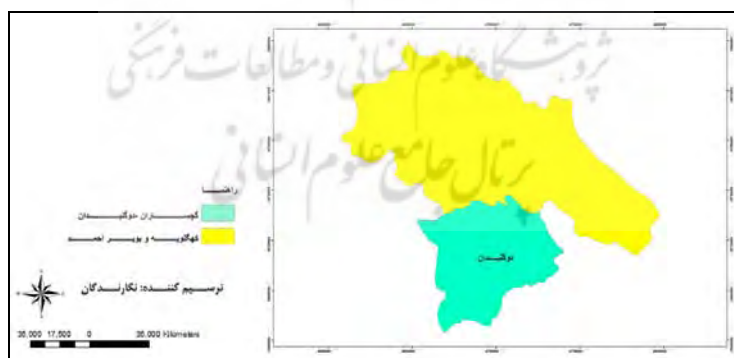 پژوهشگاه علوم انسانی و مطالعات فرهنگی
پرتال جامع علوم انسانی
راهنما
گچساران -دوگنبدان
کهگلویه و بویر احمد
دوگنبدان
ترسیم کننده: نگارندگان
35,000 17,500 0 35,000 Kilometers